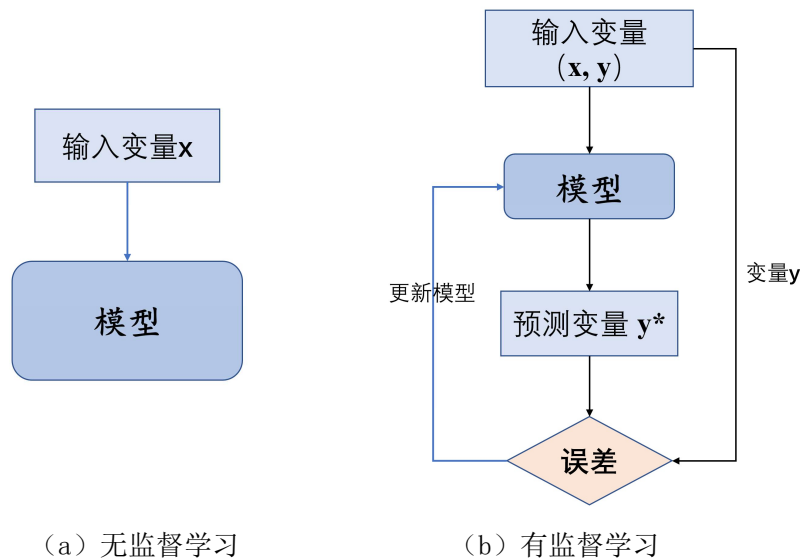 输入变量x
模型
（a）无监督学习
输入变量
（x, y）
模型
更新模型
变量y
预测变量 y*
误差
（b）有监督学习